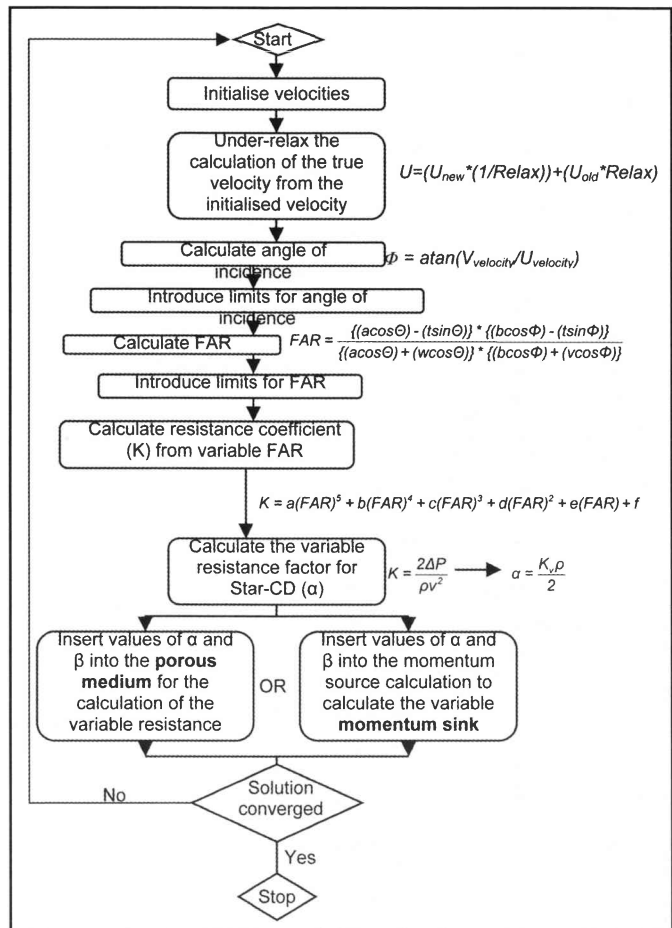 Start
Initialise velocities
Under-relax the
calculation of the true
velocity from the
initialised velocity
U=(U_new*(1/Relax))+(U_old*Relax)
Calculate angle of
incidence
Φ = atan(V_velocity/U_velocity)
Introduce limits for angle of
incidence
Calculate FAR
FAR = {(acosΘ) - (tsinΘ)} * {(bcosΦ) - (tsinΦ)}
{(acosΘ) + (wcosΘ)} * {(bcosΦ) + (vcosΦ)}
Introduce limits for FAR
Calculate resistance coefficient
(K) from variable FAR
K = a(FAR)⁵ + b(FAR)⁴ + c(FAR)³ + d(FAR)² + e(FAR) + f
Calculate the variable
resistance factor for
Star-CD (α)
K = 2ΔP / ρv² → α = K_vρ / 2
Insert values of α and
β into the porous
medium for the
calculation of the
variable resistance
OR
Insert values of α and
β into the momentum
source calculation to
calculate the variable
momentum sink
No
Solution
converged
Yes
Stop